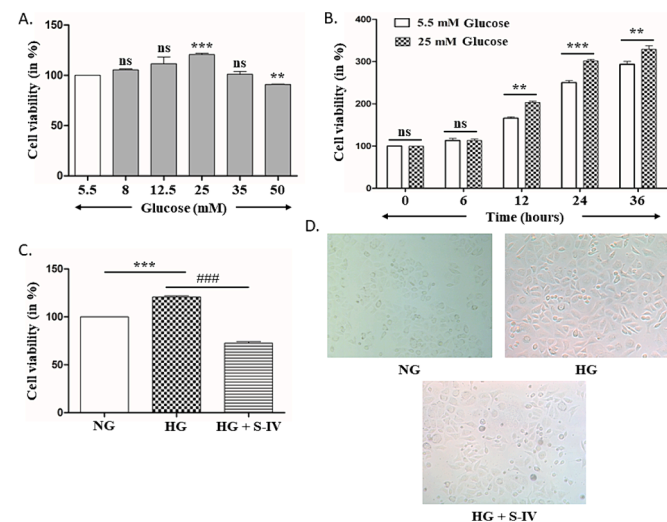 A.
Cell viability (in %)
150
100
50
0
ns
ns
***
ns
**
5.5 8 12.5 25 35 50
Glucose (mM)
B.
5.5 mM Glucose
25 mM Glucose
Cell viability (in %)
400
300
200
100
0
ns
ns
**
***
**
0 6 12 24 36
Time (hours)
C.
Cell viability (in %)
150
100
50
0
***
###
NG HG HG + S-IV
D.
NG HG
HG + S-IV